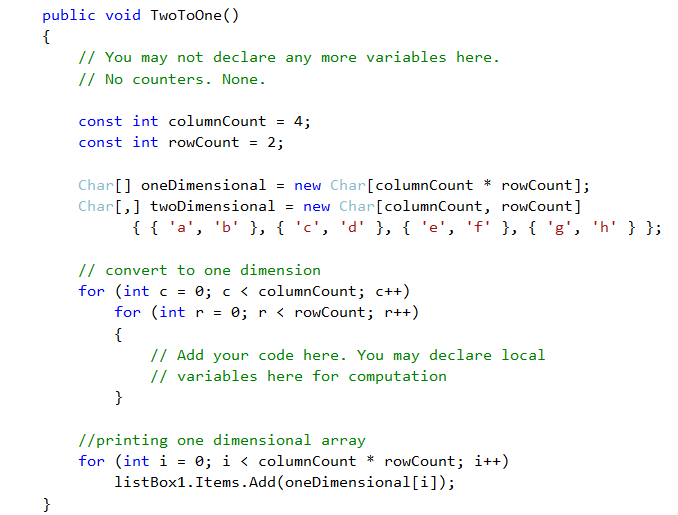 public void TwoToOne()
{
// You may not declare any more variables here.
// No counters. None.
const int columnCount = 4;
const int rowCount = 2;
Char[] oneDimensional = new Char[columnCount * rowCount];
Char[,] twoDimensional = new Char[columnCount, rowCount]
{ { 'a', 'b' }, { 'c', 'd' }, { 'e', 'f' }, { 'g', 'h' } };
// convert to one dimension
for (int c = 0; c < columnCount; c++)
for (int r = 0; r < rowCount; r++)
{
// Add your code here. You may declare local
// variables here for computation
}
//printing one dimensional array
for (int i = 0; i < columnCount * rowCount; i++)
listBox1.Items.Add(oneDimensional[i]);
}